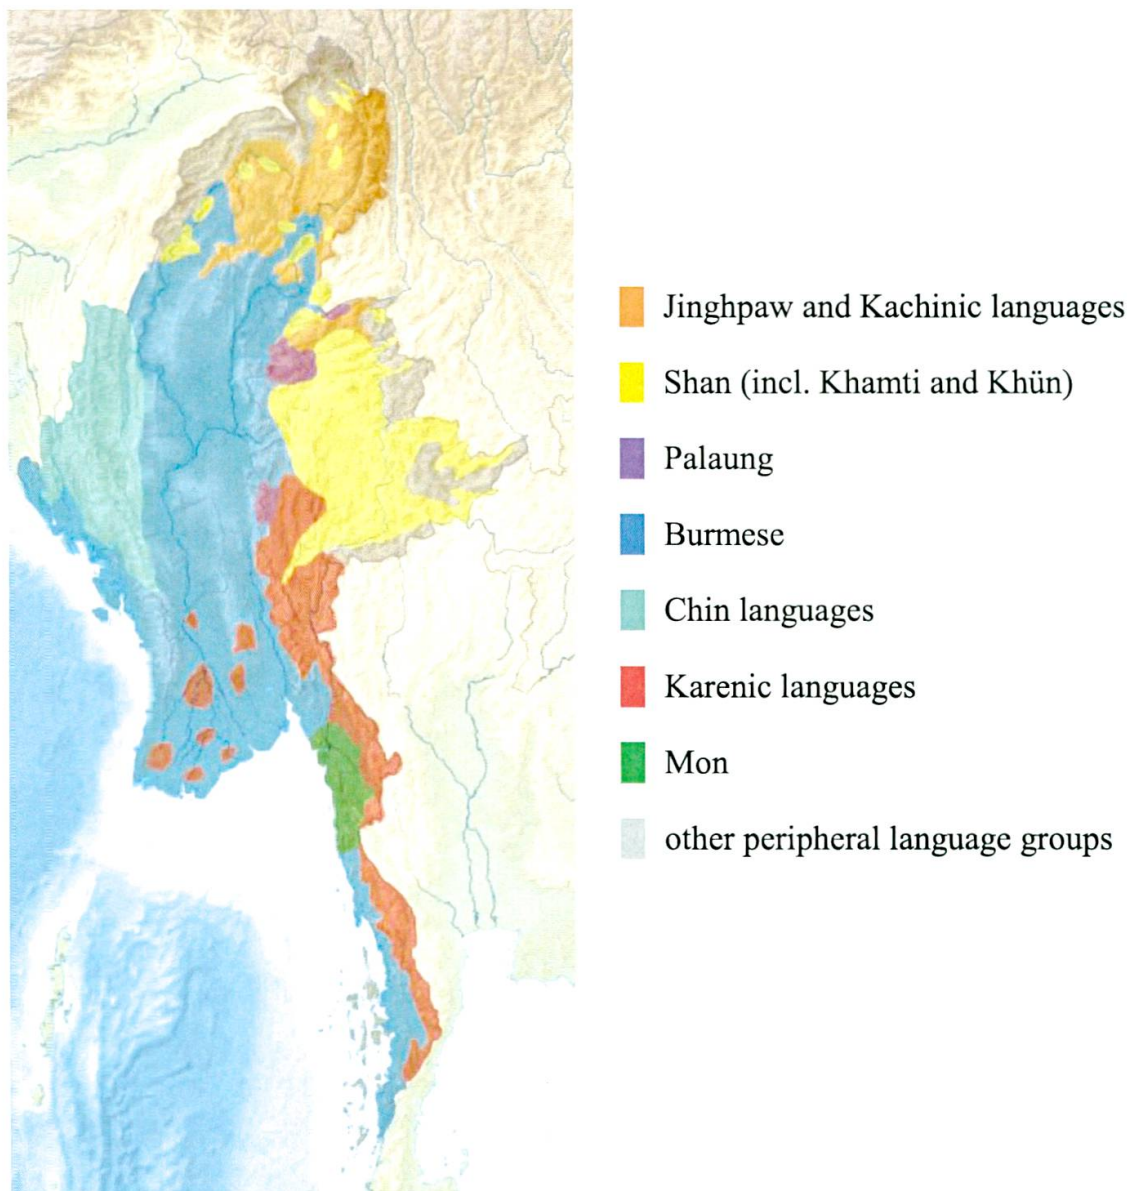 Jinghpaw and Kachinic languages
Shan (incl. Khamti and Khün)
Palaung
Burmese
Chin languages
Karenic languages
Mon
other peripheral language groups